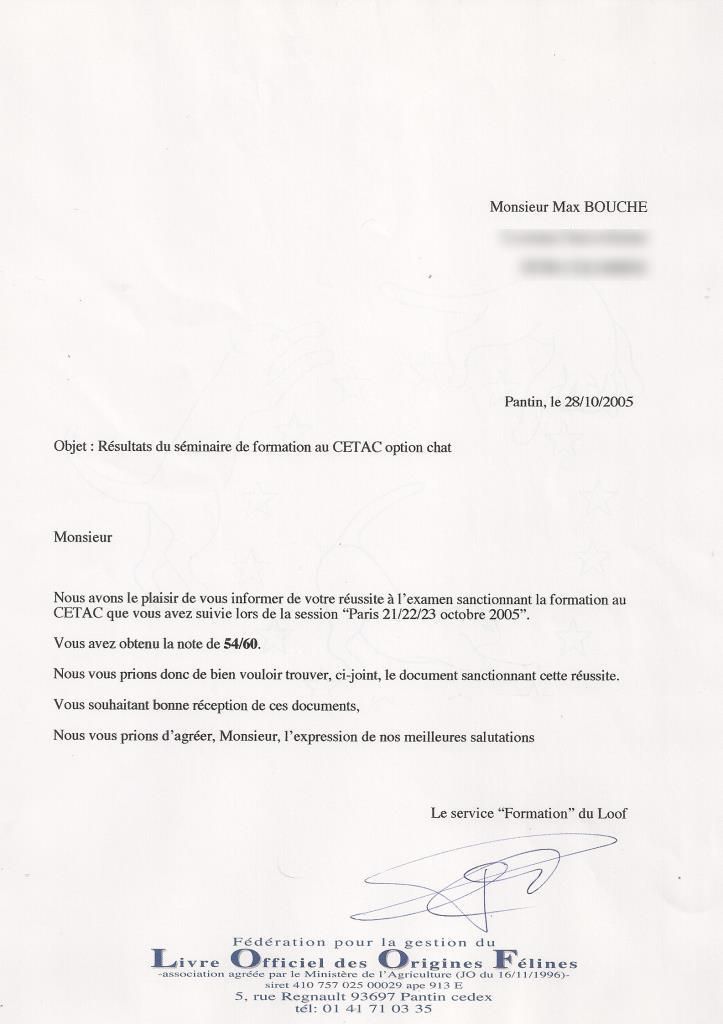 Monsieur Max BOUCHE
Pantin, le 28/10/2005
Objet : Résultats du séminaire de formation au CETAC option chat
Monsieur
Nous avons le plaisir de vous informer de votre réussite à l'examen sanctionnant la formation au
CETAC que vous avez suivie lors de la session “Paris 21/22/23 octobre 2005”.
Vous avez obtenu la note de 54/60.
Nous vous prions donc de bien vouloir trouver, ci-joint, le document sanctionnant cette réussite.
Vous souhaitant bonne réception de ces documents,
Nous vous prions d'agréer, Monsieur, l'expression de nos meilleures salutations
Le service “Formation” du Loof
Fédération pour la gestion du
Livre Officiel des Origines Félines
-association agréée par le Ministère de l'Agriculture (JO du 16/11/1996)-
siret 410 757 025 00029 ape 913 E
5, rue Regnault 93697 Pantin cedex
tél: 01 41 71 03 35